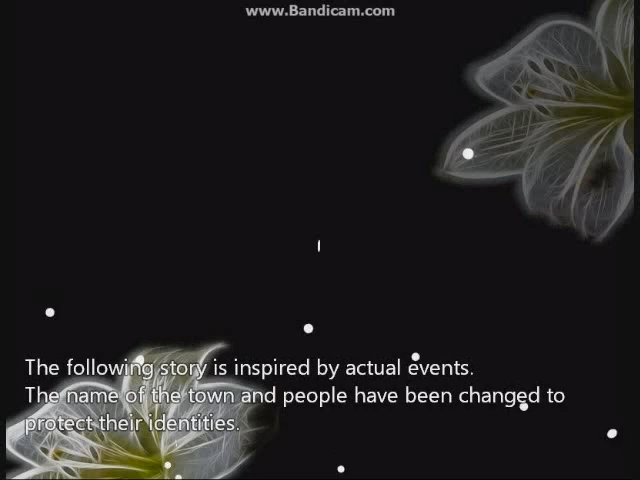 www.Bandicam.com
The following story is inspired by actual events.
The name of the town and people have been changed to
protect their identities.